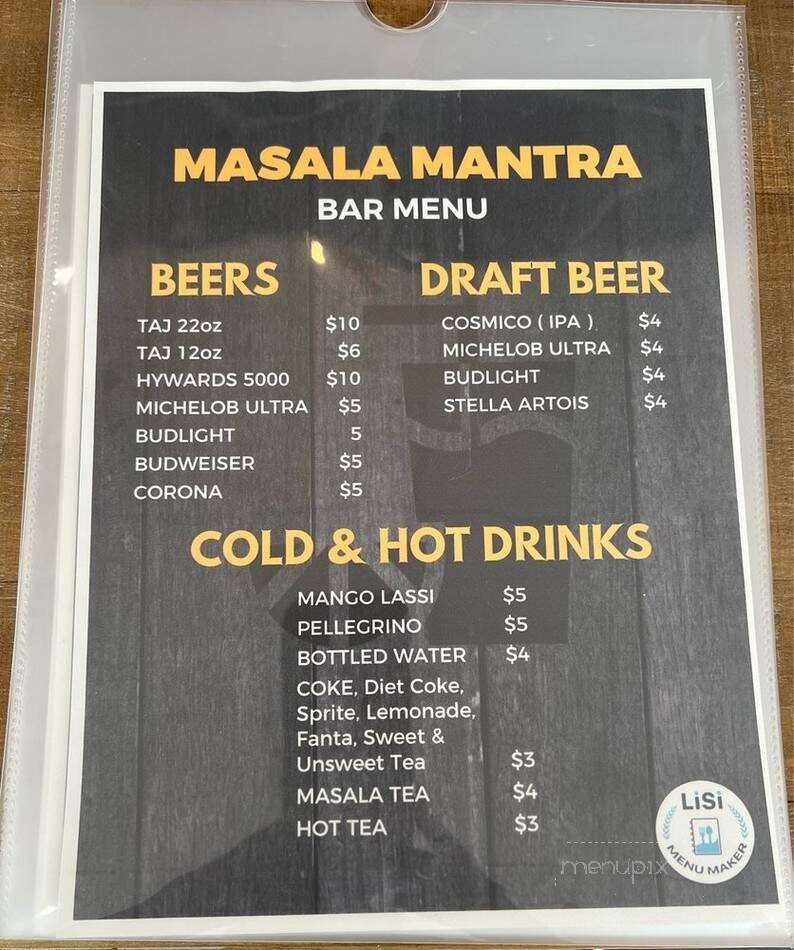 MASALA MANTRA
BAR MENU
BEERS
TAJ 22oz $10
TAJ 12oz $6
HYWARDS 5000 $10
MICHELOB ULTRA $5
BUDLIGHT 5
BUDWEISER $5
CORONA $5
DRAFT BEER
COSMICO ( IPA ) $4
MICHELOB ULTRA $4
BUDLIGHT $4
STELLA ARTOIS $4
COLD & HOT DRINKS
MANGO LASSI $5
PELLEGRINO $5
BOTTLED WATER $4
COKE, Diet Coke,
Sprite, Lemonade,
Fanta, Sweet &
Unsweet Tea $3
MASALA TEA $4
HOT TEA $3
LiSi
MENU MAKER
menupix